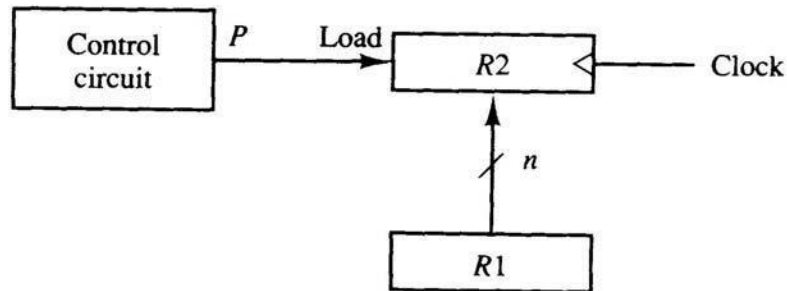 Control
circuit
P
Load
R2
Clock
n
R1